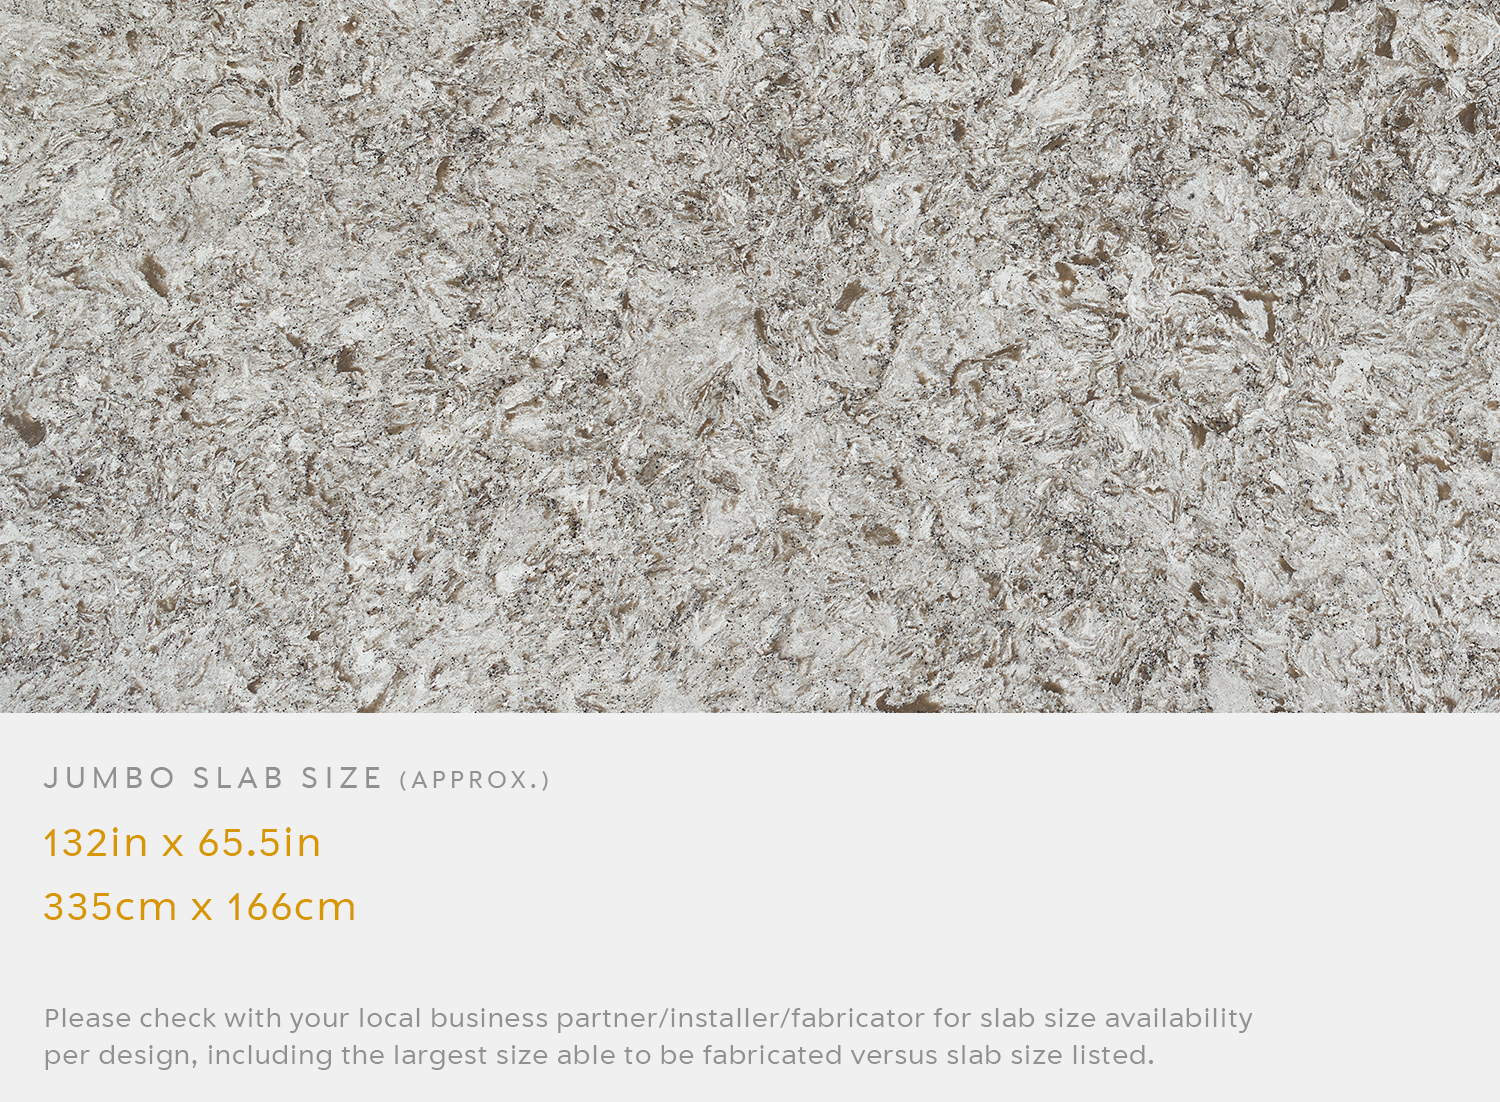 JUMBO SLAB SIZE (APPROX.)
132in x 65.5in
335cm x 166cm
Please check with your local business partner/installer/fabricator for slab size availability
per design, including the largest size able to be fabricated versus slab size listed.